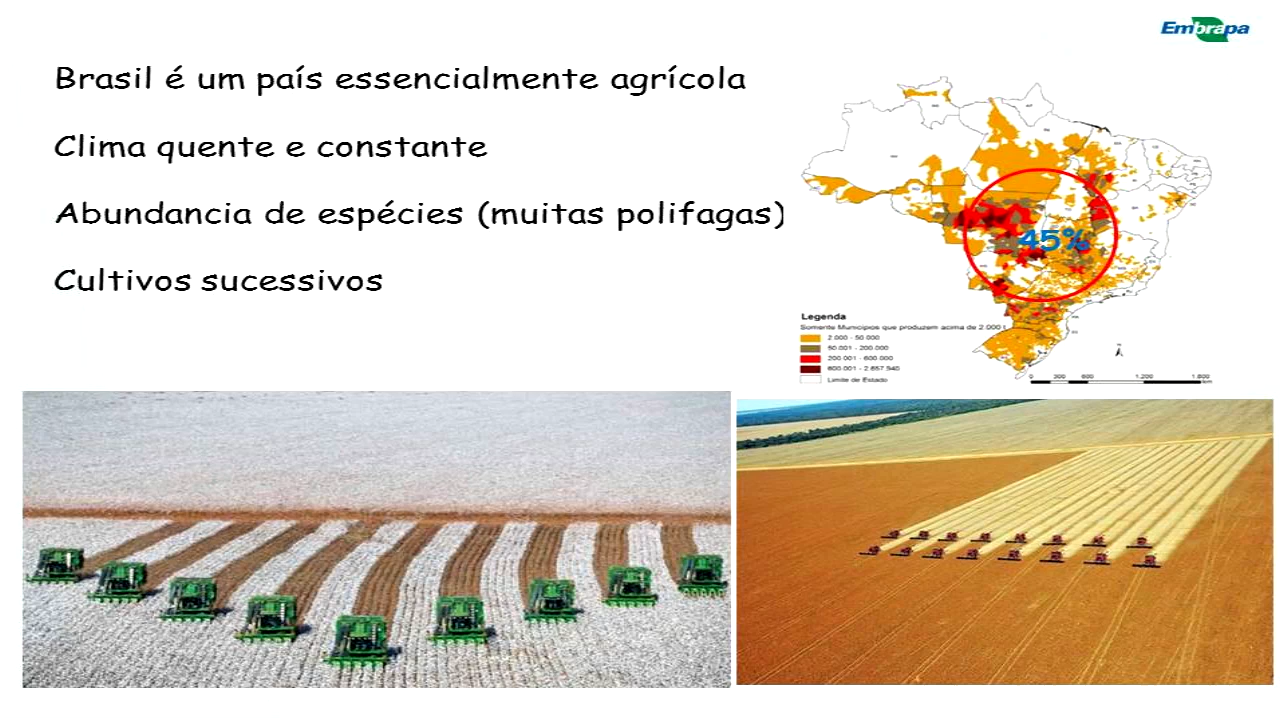 Embrapa
Brasil é um país essencialmente agrícola
Clima quente e constante
Abundancia de espécies (muitas polifagas)
Cultivos sucessivos
45%
Legenda
Somente Municípios que produzem acima de 2.000 t
2.000 - 50.000
50.001 - 200.000
200.001 - 600.000
600.001 - 2.657.540
Limite de Estado
0 300 600 1.200 1.800